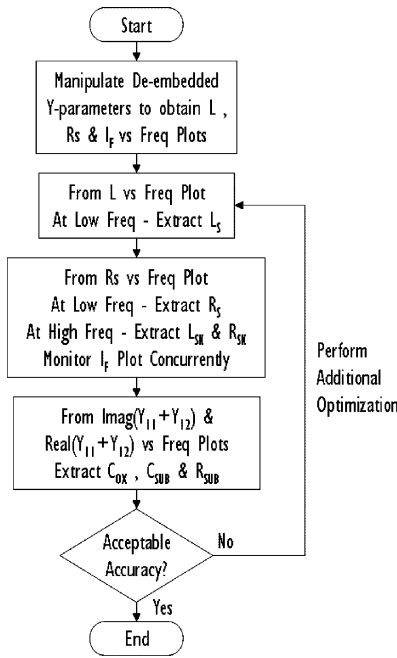 Start
Manipulate De-embedded
Y-parameters to obtain L ,
Rs & I_F vs Freq Plots
From L vs Freq Plot
At Low Freq - Extract L_S
From Rs vs Freq Plot
At Low Freq - Extract R_S
At High Freq - Extract L_SK & R_SK
Monitor I_F Plot Concurrently
From Imag(Y_11+Y_12) &
Real(Y_11+Y_12) vs Freq Plots
Extract C_OX , C_SUB & R_SUB
Acceptable
Accuracy?
No
Perform
Additional
Optimization
Yes
End